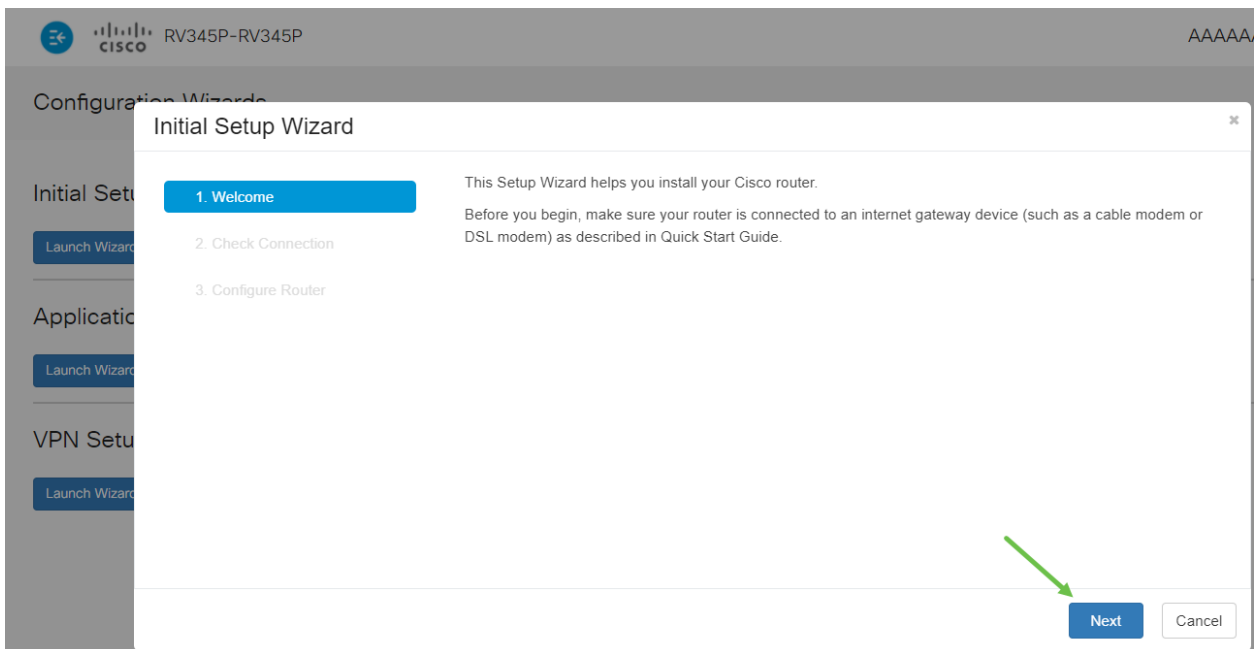 CISCO RV345P-RV345P
Configuration Wizards
Initial Setup Wizard
×
1. Welcome
2. Check Connection
3. Configure Router
This Setup Wizard helps you install your Cisco router.
Before you begin, make sure your router is connected to an internet gateway device (such as a cable modem or
DSL modem) as described in Quick Start Guide.
Initial Setu
Launch Wizard
Applicatio
Launch Wizard
VPN Setu
Launch Wizard
Next
Cancel